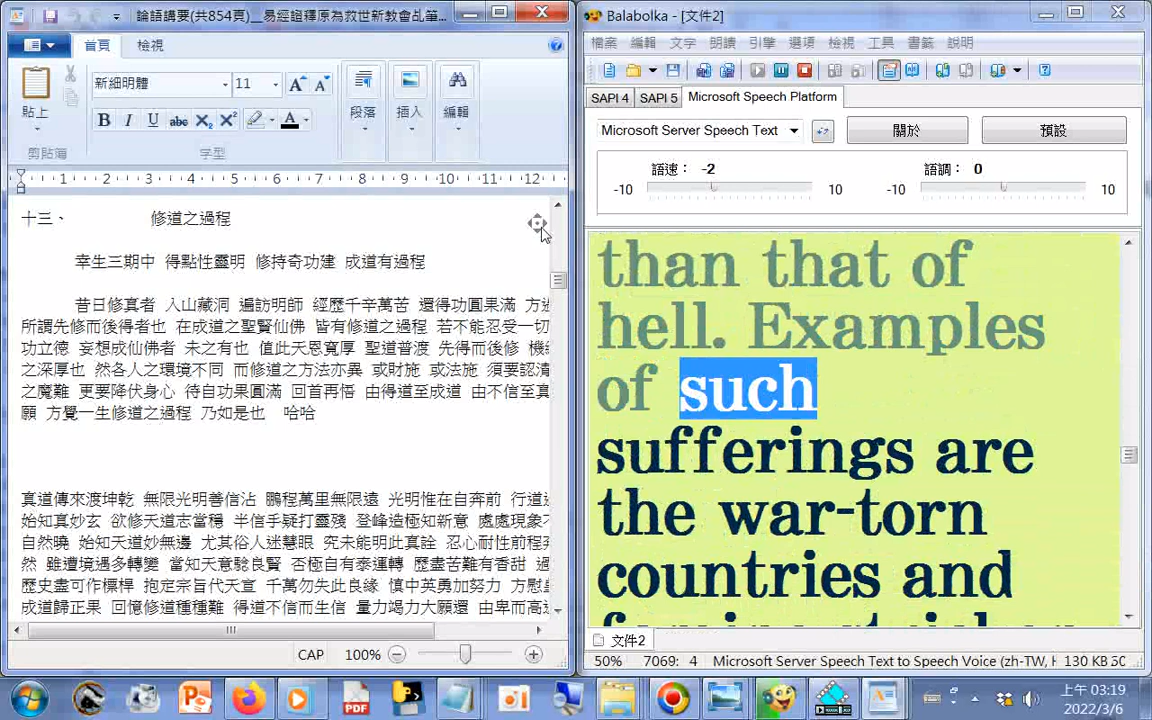 論語講要(共854頁)__易經證釋原為救世新教會乩筆...
首頁 檢視
貼上
剪貼簿
新細明體 11
B I U abc X₂ X² A
字型
段落
插入
編輯
1 2 3 4 5 6 7 8 9 10 11 12
十三、 修道之過程
幸生三期中 得點性靈明 修持奇功建 成道有過程
昔日修真者 入山藏洞 遍訪明師 經歷千辛萬苦 還得功圓果滿 方
所謂先修而後得者也 在成道之聖賢仙佛 皆有修道之過程 若不能忍受一切
功立德 妄想成仙佛者 未之有也 值此天恩寬厚 聖道普渡 先得而後修 機
之深厚也 然各人之環境不同 而修道之方法亦異 或財施 或法施 須要認清
之魔難 更要降伏身心 待自功果圓滿 回首再悟 由得道至成道 由不信至真
願 方覺一生修道之過程 乃如是也 哈哈
真道傳來渡坤乾 無限光明善信沾 鵬程萬里無限遠 光明惟在自奔前 行道
始知真妙玄 欲修天道志當穩 半信乎疑打靈殘 登峰造極知新意 處處現象
自然曉 始知天道妙無邊 尤其俗人迷慧眼 究未能明此真詮 忍心耐性前程
然 雖遭境遇多轉變 當知天意騐良賢 否極自有泰運轉 歷盡苦難有香甜
歷史盡可作標桿 抱定宗旨代天宣 千萬勿失此良緣 慎中英勇加努力 方慰
成道歸正果 回憶修道種種難 得道不信而生信 量力竭力大願還 由卑而高
CAP 100%
Balabolka - [文件2]
檔案 編輯 文字 朗讀 引擎 選項 檢視 工具 書籤 說明
SAPI 4 SAPI 5 Microsoft Speech Platform
Microsoft Server Speech Text 關於 預設
語速： -2 語調： 0
-10 10 -10 10
than that of
hell. Examples
of such
sufferings are
the war-torn
countries and
文件2
50% 7069: 4 Microsoft Server Speech Text to Speech Voice (zh-TW, H 130 KB 50
PDF
上午 03:19
2022/3/6